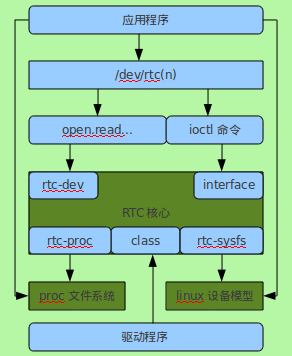 应用程序
/dev/rtc(n)
open.read...
ioctl 命令
rtc-dev
interface
RTC 核心
rtc-proc
class
rtc-sysfs
proc 文件系统
linux 设备模型
驱动程序